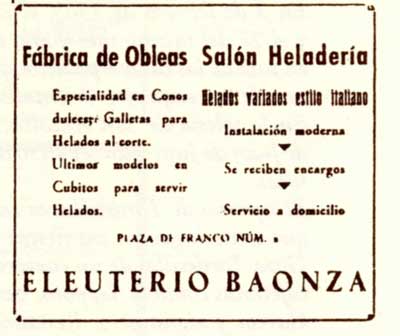 Fábrica de Obleas
Especialidad en Conos
dulces y Galletas para
Helados al corte.
Ultimos modelos en
Cubitos para servir
Helados.
Salón Heladería
Helados variados estilo italiano
Instalación moderna
Se reciben encargos
Servicio a domicilio
PLAZA DE FRANCO NÚM.
ELEUTERIO BAONZA